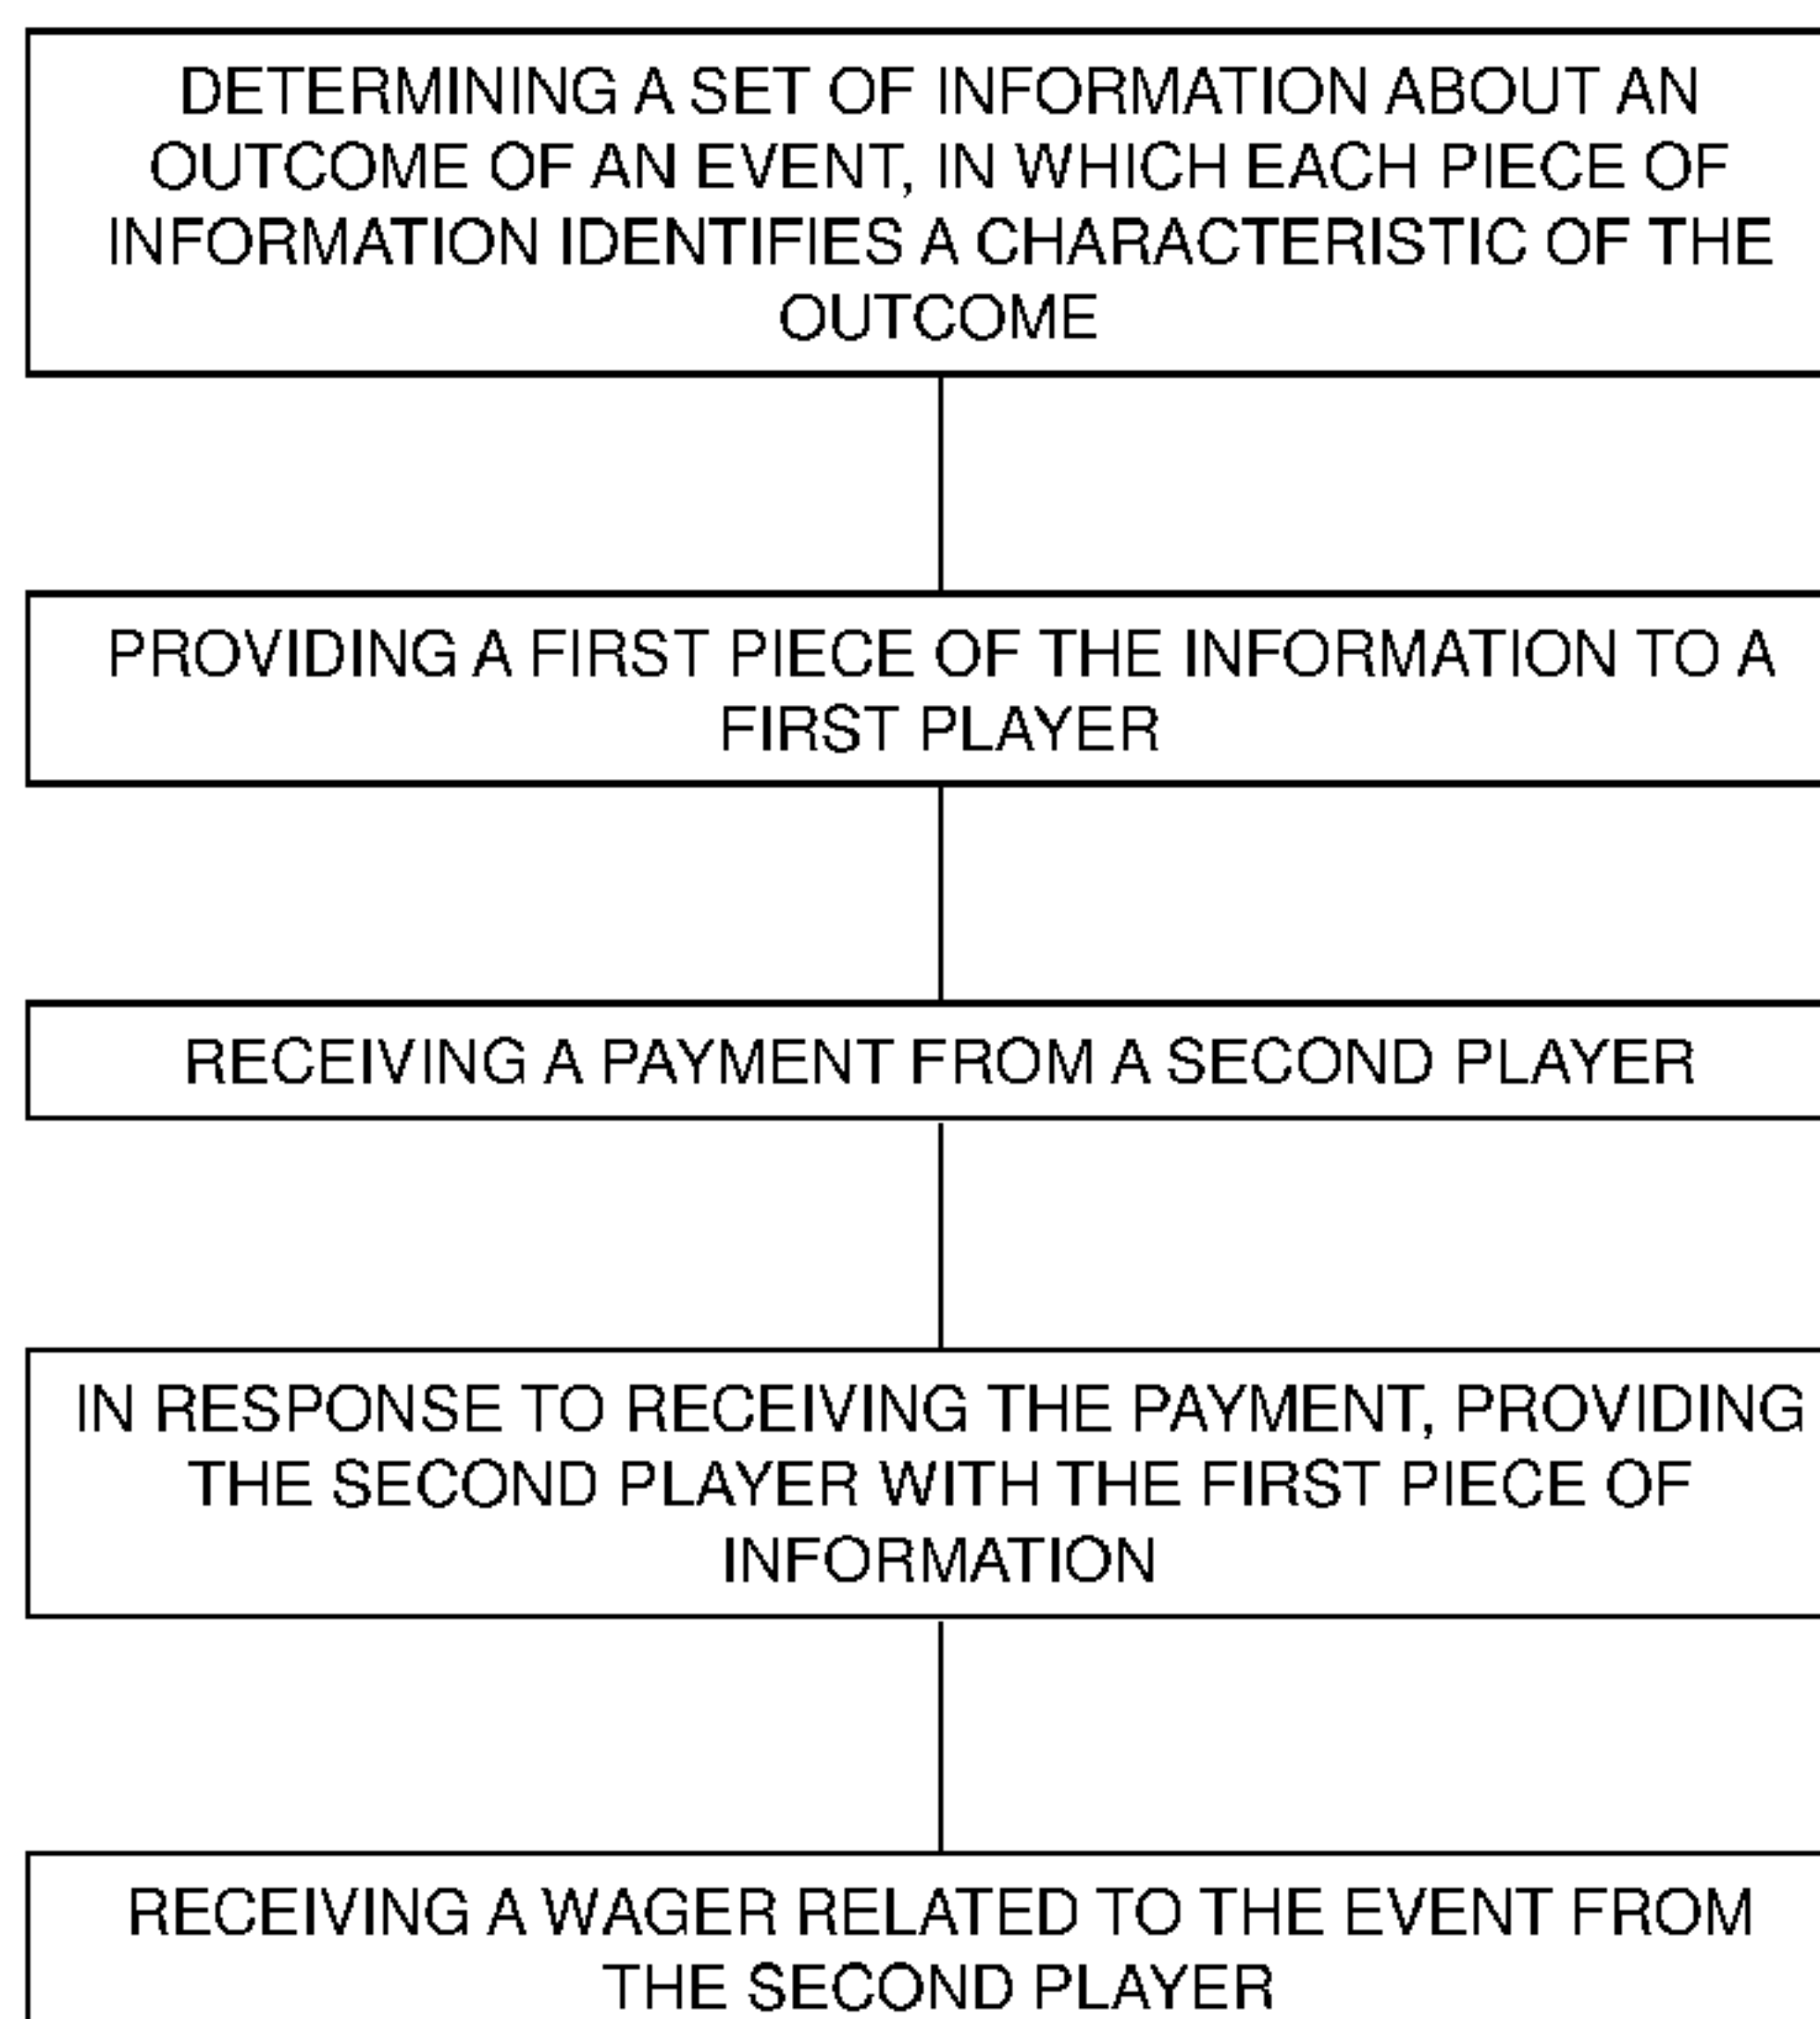 DETERMINING A SET OF INFORMATION ABOUT AN
OUTCOME OF AN EVENT, IN WHICH EACH PIECE OF
INFORMATION IDENTIFIES A CHARACTERISTIC OF THE
OUTCOME
PROVIDING A FIRST PIECE OF THE INFORMATION TO A
FIRST PLAYER
RECEIVING A PAYMENT FROM A SECOND PLAYER
IN RESPONSE TO RECEIVING THE PAYMENT, PROVIDING
THE SECOND PLAYER WITH THE FIRST PIECE OF
INFORMATION
RECEIVING A WAGER RELATED TO THE EVENT FROM
THE SECOND PLAYER